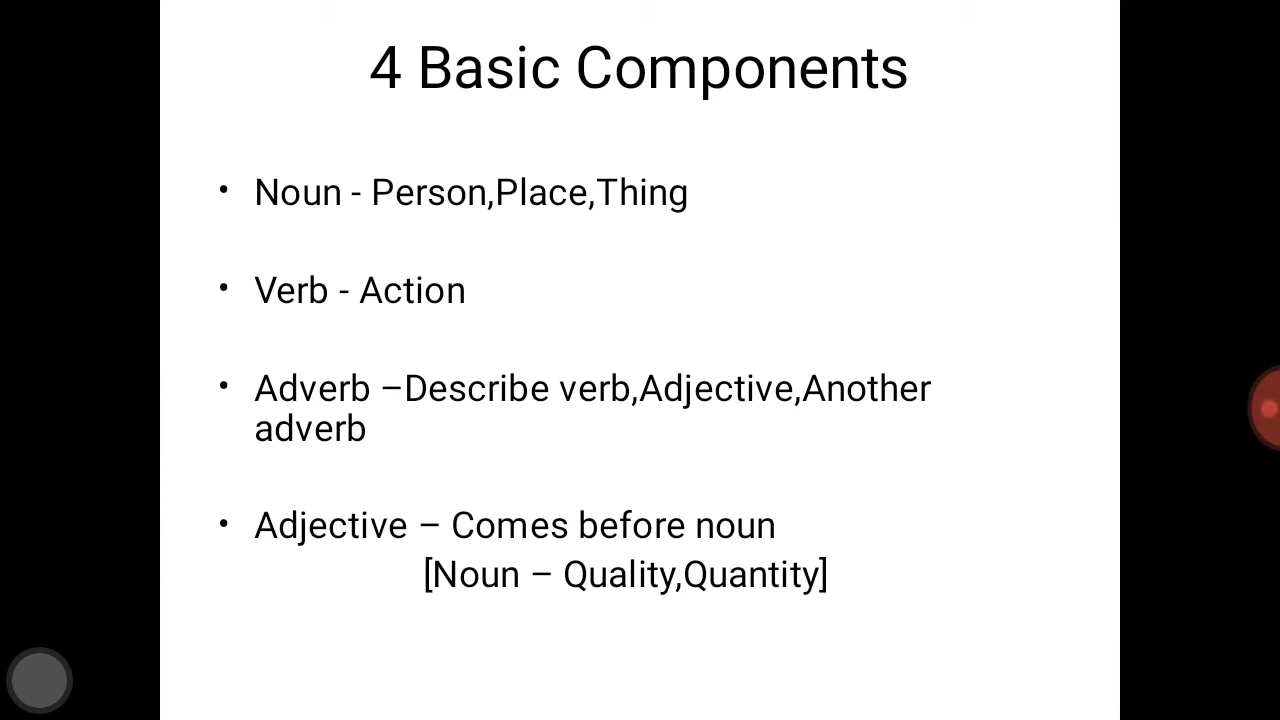 4 Basic Components
• Noun - Person,Place,Thing
• Verb - Action
• Adverb –Describe verb,Adjective,Another
adverb
• Adjective – Comes before noun
[Noun – Quality,Quantity]